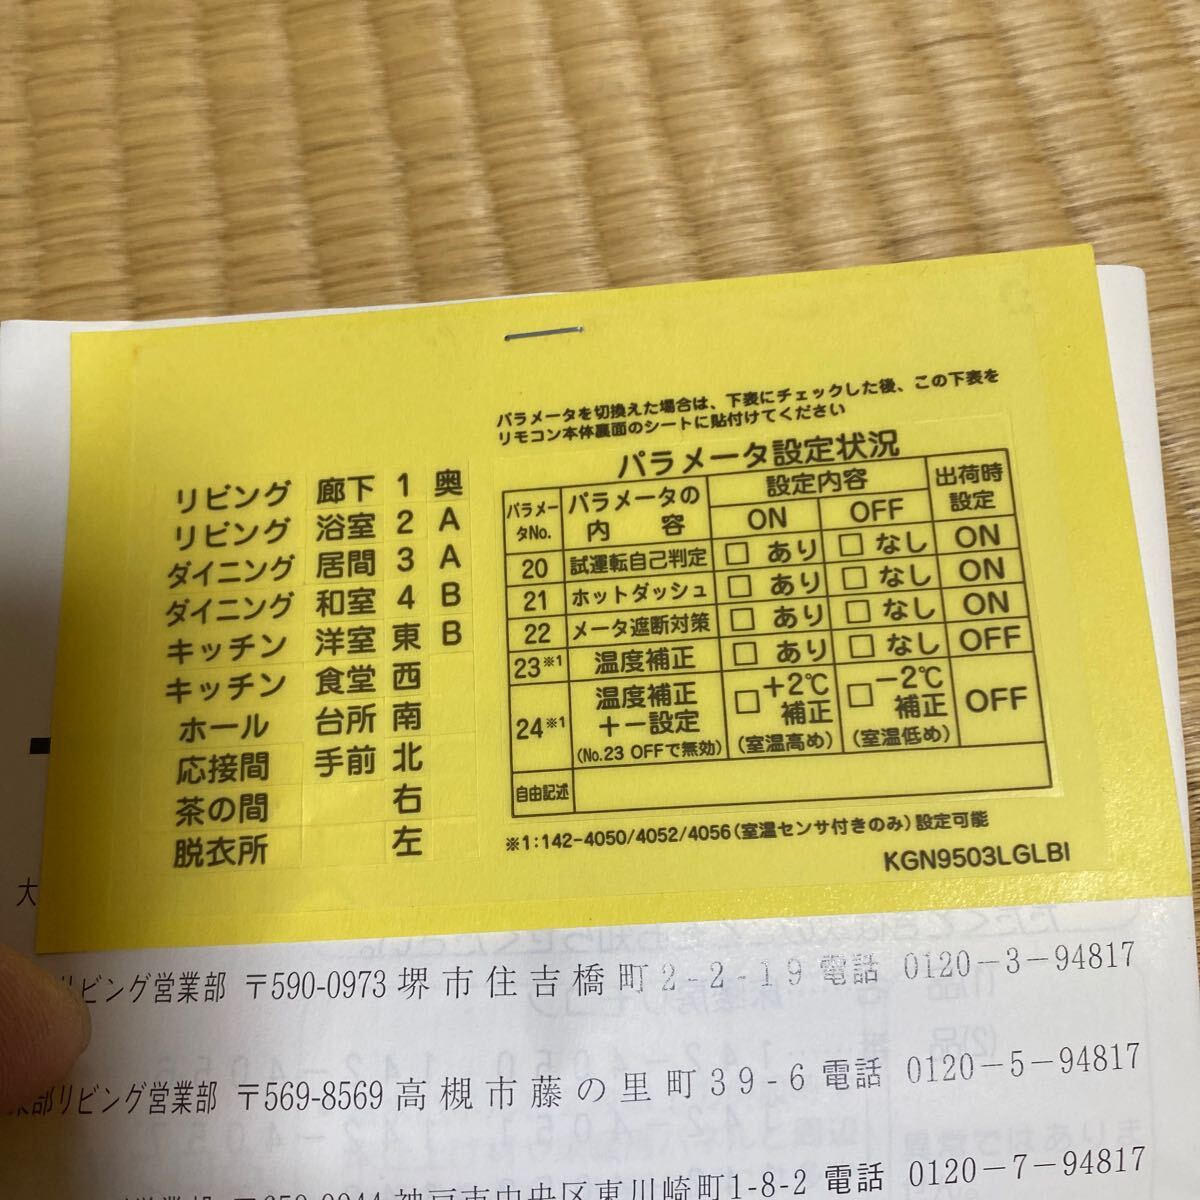 パラメータを切換えた場合は、下表にチェックした後、この下表を
リモコン本体裏面のシートに貼付けてください
パラメータ設定状況
パラメータNo. パラメータの内容 設定内容 ON OFF 出荷時設定
20 試運転自己判定 □ あり □ なし ON
21 ホットダッシュ □ あり □ なし ON
22 メータ遮断対策 □ あり □ なし ON
23※1 温度補正 □ あり □ なし OFF
24※1 温度補正+-設定 (No.23 OFFで無効) □ +2℃補正 (室温高め) □ -2℃補正 (室温低め) OFF
自由記述
※1:142-4050/4052/4056(室温センサ付きのみ)設定可能
KGN9503LGLBI
リビング 廊下 1 奥
リビング 浴室 2 A
ダイニング 居間 3 A
ダイニング 和室 4 B
キッチン 洋室 東 B
キッチン 食堂 西
ホール 台所 南
応接間 手前 北
茶の間 右
脱衣所 左
大
リビング営業部 〒590-0973 堺市住吉橋町2-2-19 電話 0120-3-94817
部リビング営業部 〒569-8569 高槻市藤の里町39-6 電話 0120-5-94817
神戸市中央区東川崎町1-8-2 電話 0120-7-94817